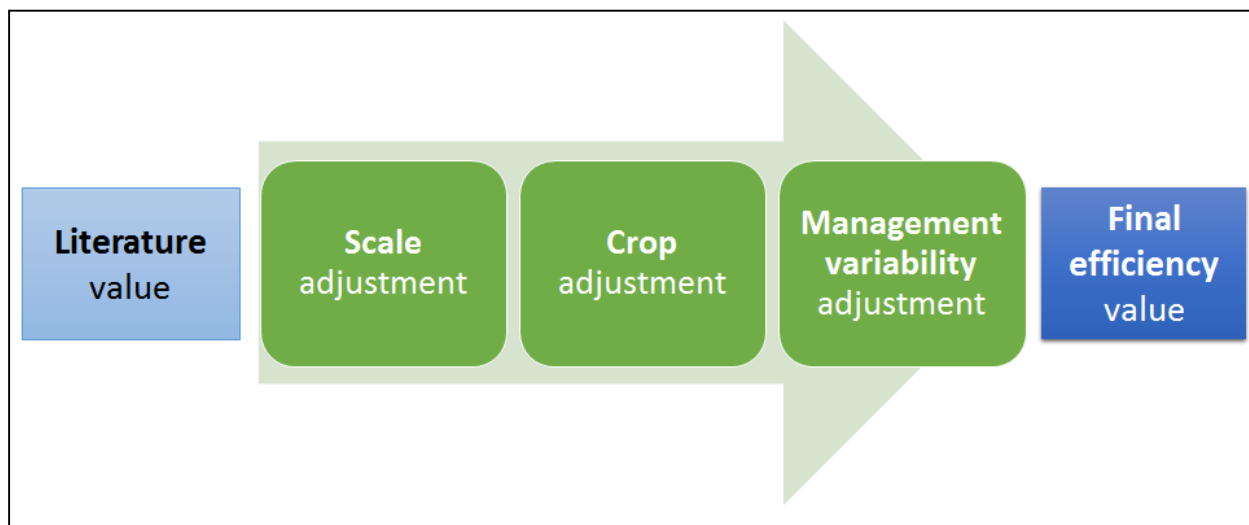 Literature
value
Scale
adjustment
Crop
adjustment
Management
variability
adjustment
Final
efficiency
value